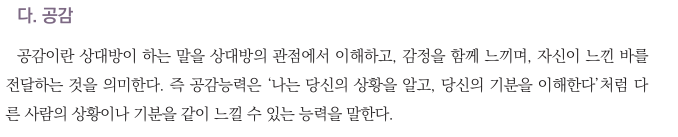 다. 공감
공감이란 상대방이 하는 말을 상대방의 관점에서 이해하고, 감정을 함께 느끼며, 자신이 느낀 바를
전달하는 것을 의미한다. 즉 공감능력은 ‘나는 당신의 상황을 알고, 당신의 기분을 이해한다’처럼 다
른 사람의 상황이나 기분을 같이 느낄 수 있는 능력을 말한다.